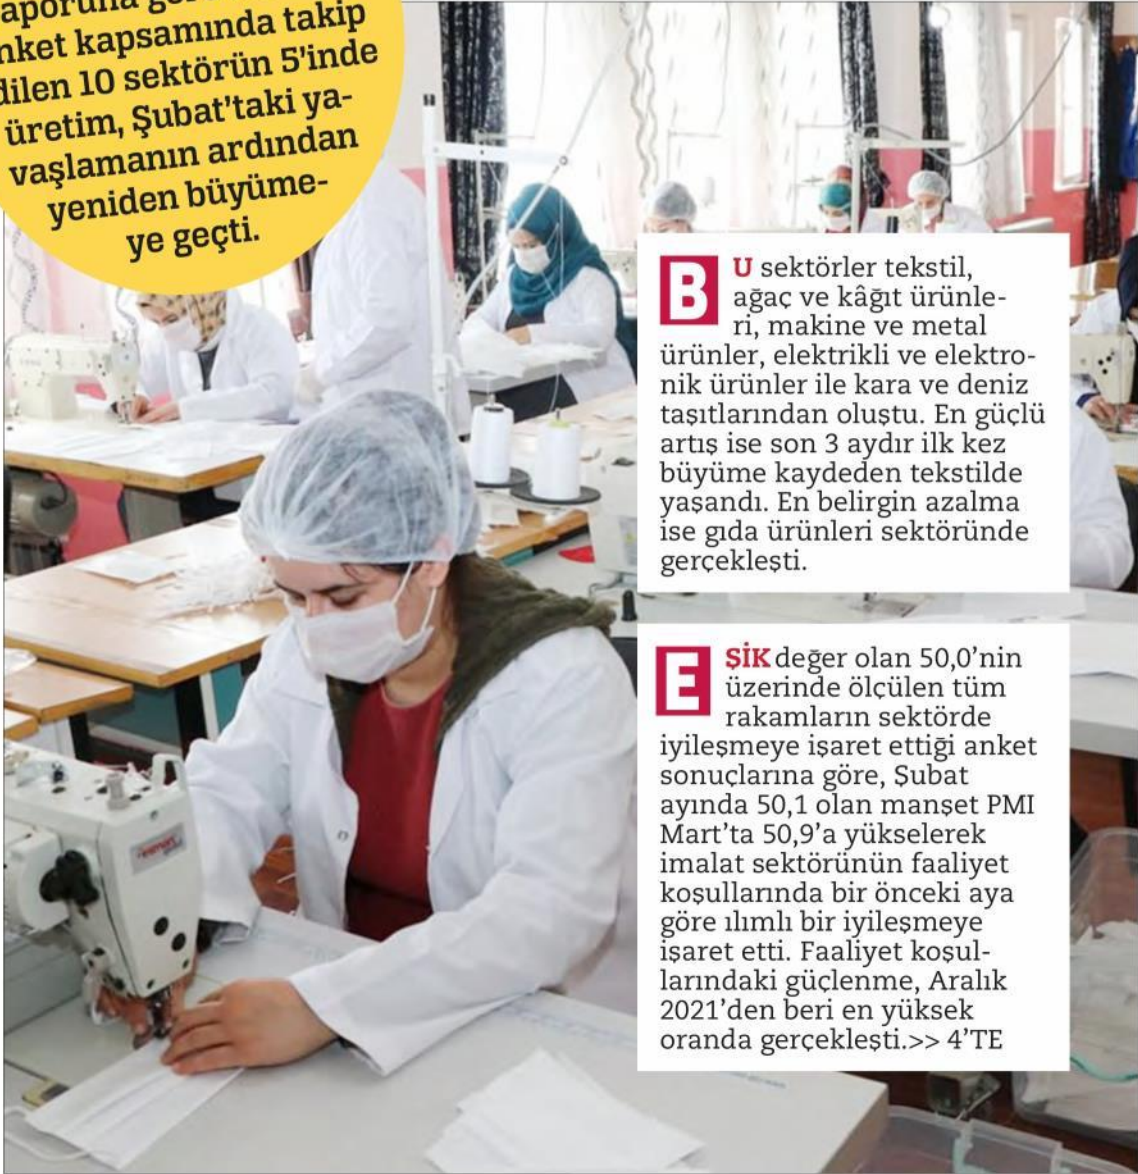 anket kapsamında takip
edilen 10 sektörün 5'inde
üretim, Şubat'taki ya-
vaşlamanın ardından
yeniden büyüme-
ye geçti.
BU sektörler tekstil,
ağaç ve kâğıt ürünle-
ri, makine ve metal
ürünler, elektrikli ve elektro-
nik ürünler ile kara ve deniz
taşıtlarından oluştu. En güçlü
artış ise son 3 aydır ilk kez
büyüme kaydeden tekstilde
yaşandı. En belirgin azalma
ise gıda ürünleri sektöründe
gerçekleşti.
EŞİK değer olan 50,0'nin
üzerinde ölçülen tüm
rakamların sektörde
iyileşmeye işaret ettiği anket
sonuçlarına göre, Şubat
ayında 50,1 olan manşet PMI
Mart'ta 50,9'a yükselerek
imalat sektörünün faaliyet
koşullarında bir önceki aya
göre ılımlı bir iyileşmeye
işaret etti. Faaliyet koşul-
larındaki güçlenme, Aralık
2021'den beri en yüksek
oranda gerçekleşti.>> 4'TE